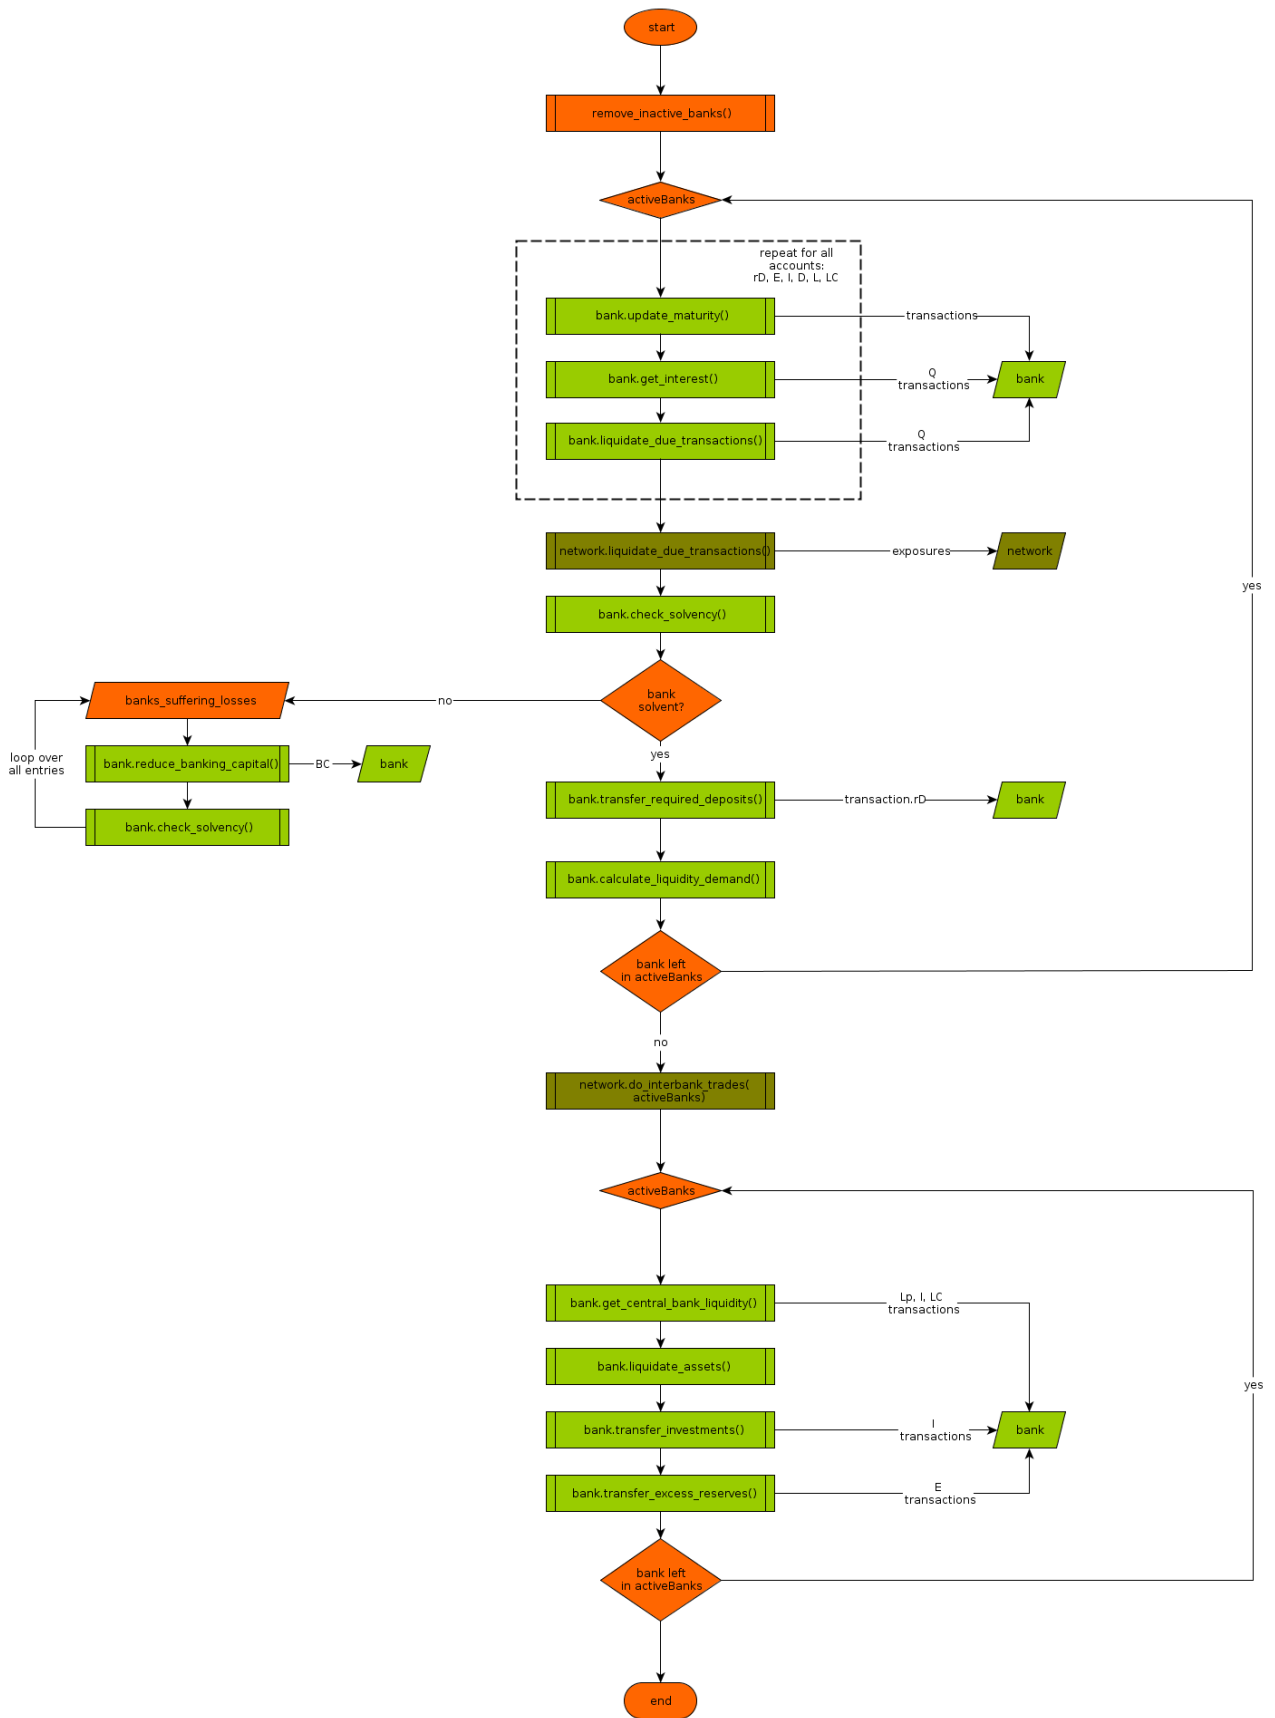 start
remove_inactive_banks()
activeBanks
repeat for all
accounts:
rD, E, I, D, L, LC
bank.update_maturity()
transactions
bank.get_interest()
Q
transactions
bank
bank.liquidate_due_transactions()
Q
transactions
network.liquidate_due_transactions()
exposures
network
yes
bank.check_solvency()
bank
solvent?
no
banks_suffering_losses
loop over
all entries
bank.reduce_banking_capital()
BC
bank
bank.check_solvency()
yes
bank.transfer_required_deposits()
transaction.rD
bank
bank.calculate_liquidity_demand()
bank left
in activeBanks
no
network.do_interbank_trades(
activeBanks)
activeBanks
bank.get_central_bank_liquidity()
Lp, I, LC
transactions
bank.liquidate_assets()
yes
bank.transfer_investments()
I
transactions
bank
bank.transfer_excess_reserves()
E
transactions
bank left
in activeBanks
end